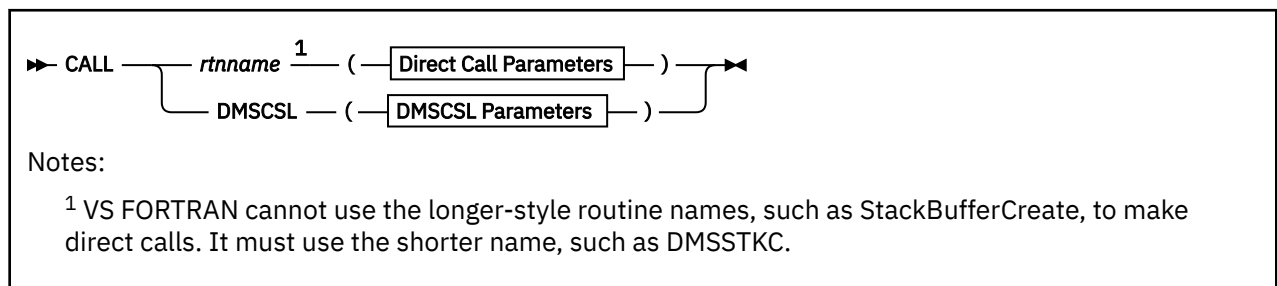 CALL rtnname 1 ( Direct Call Parameters )
DMSCSL ( DMSCSL Parameters )
Notes:
1 VS FORTRAN cannot use the longer-style routine names, such as StackBufferCreate, to make
direct calls. It must use the shorter name, such as DMSSTKC.